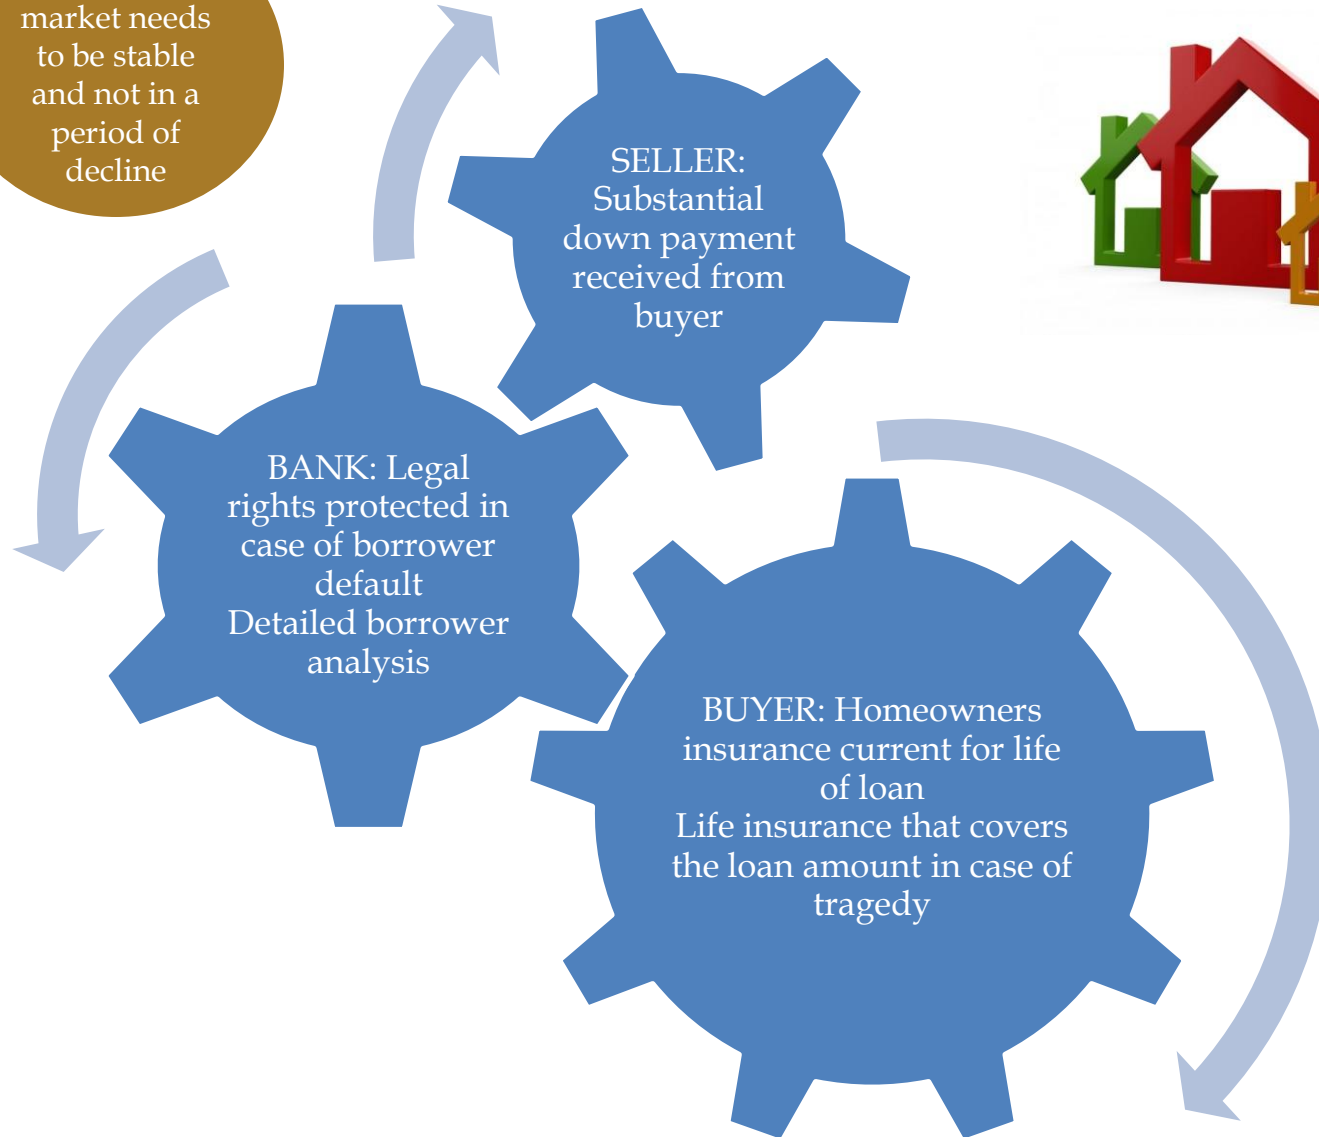 market needs
to be stable
and not in a
period of
decline
SELLER:
Substantial
down payment
received from
buyer
BANK: Legal
rights protected in
case of borrower
default
Detailed borrower
analysis
BUYER: Homeowners
insurance current for life
of loan
Life insurance that covers
the loan amount in case of
tragedy